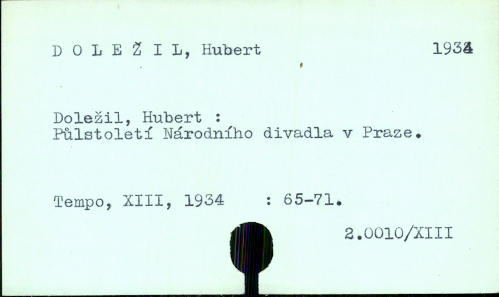 D O L E Ž I L, Hubert 1934
Doležil, Hubert :
Půlstoletí Národního divadla v Praze.
Tempo, XIII, 1934 : 65-71.
2.0010/XIII